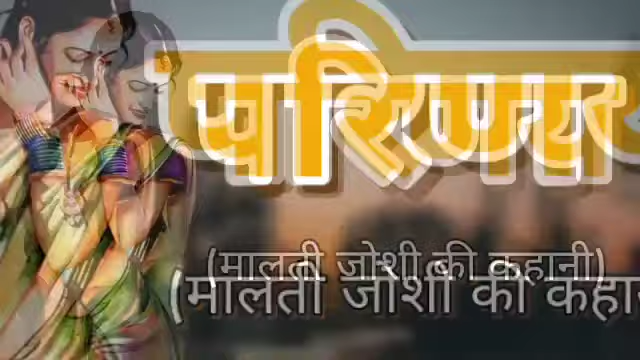 परिणय
(मालती जोशी की कहानी)
(मालती जोशी की कहा